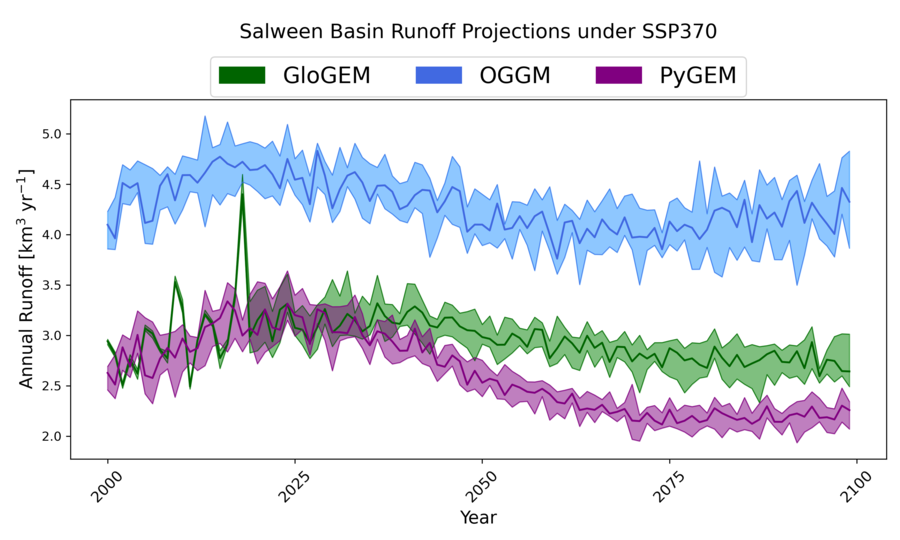 Salween Basin Runoff Projections under SSP370
GloGEM OGGM PyGEM
Annual Runoff [km³ yr⁻¹]
5.0
4.5
4.0
3.5
3.0
2.5
2.0
2000 2025 2050 2075 2100
Year